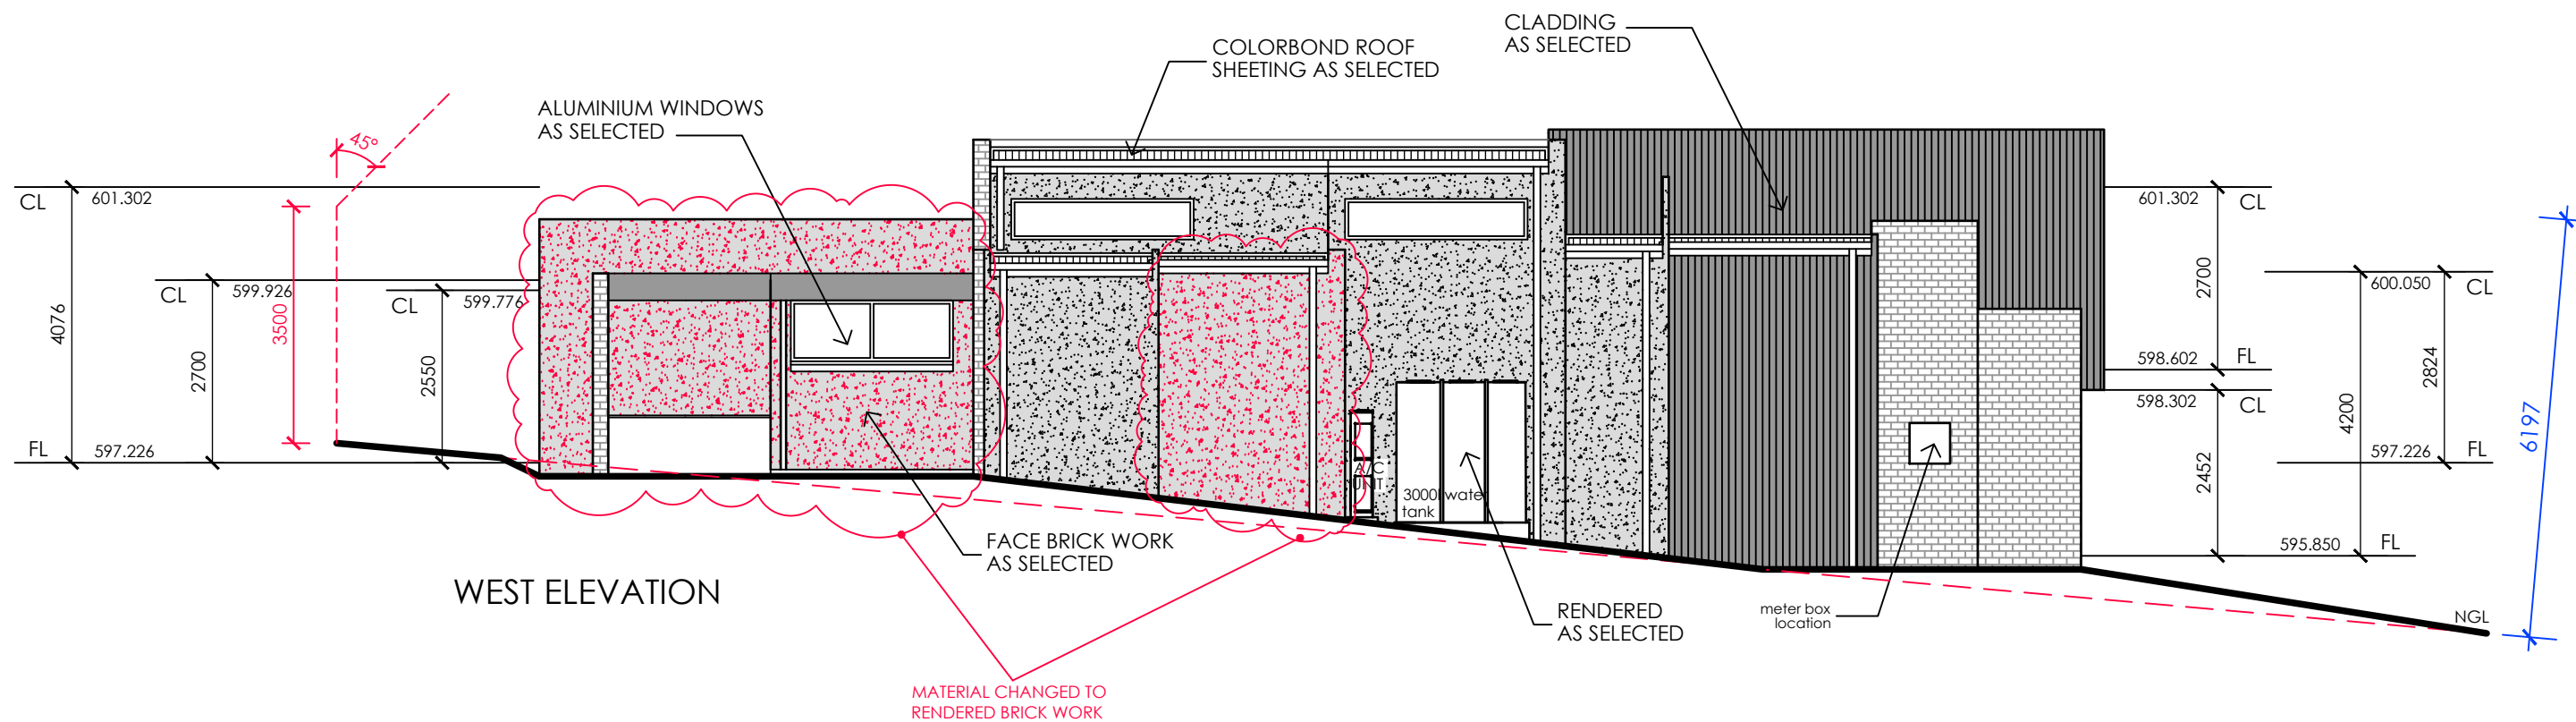 CLADDING
AS SELECTED
COLORBOND ROOF
SHEETING AS SELECTED
ALUMINIUM WINDOWS
AS SELECTED
45°
CL
601.302
4076
CL
599.926
2700
3500
CL
599.776
2550
FL
597.226
601.302
CL
2700
598.602
FL
598.302
CL
2452
595.850
FL
600.050
CL
2824
4200
597.226
FL
6197
A/C
UNIT
3000l water
tank
FACE BRICK WORK
AS SELECTED
WEST ELEVATION
RENDERED
AS SELECTED
meter box
location
NGL
MATERIAL CHANGED TO
RENDERED BRICK WORK